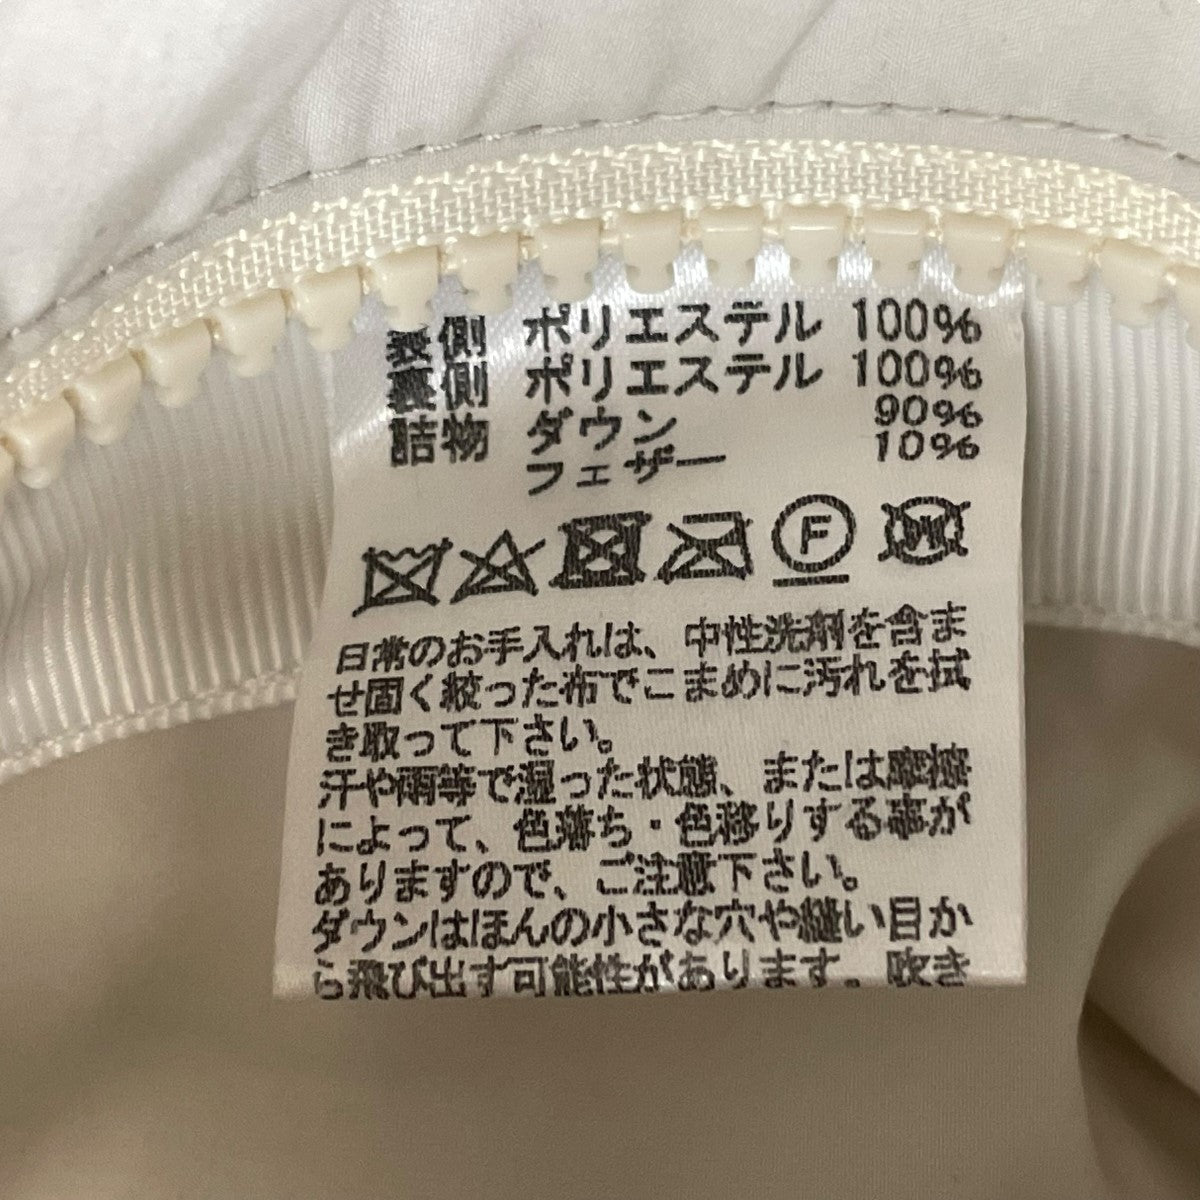 表側 ポリエステル 100%
裏側 ポリエステル 100%
詰物 ダウン 90%
フェザー 10%
F W
日常のお手入れは、中性洗剤を含ま
せ固く絞った布でこまめに汚れを拭
き取って下さい。
汗や雨等で湿った状態、または摩擦
によって、色落ち・色移りする事が
ありますので、ご注意下さい。
ダウンはほんの小さな穴や縫い目か
ら飛び出す可能性があります。吹き